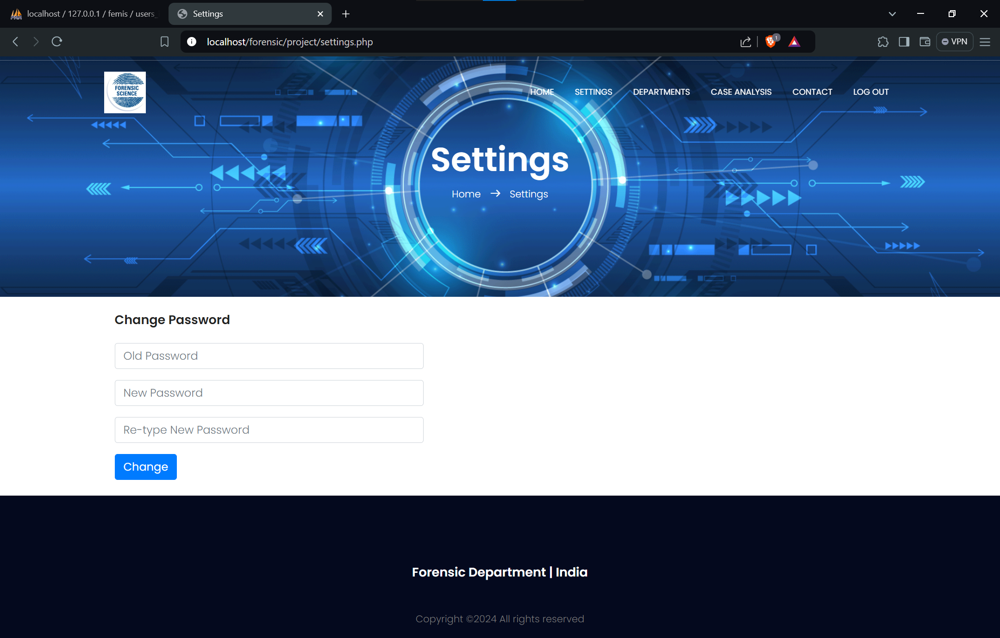 localhost / 127.0.0.1 / femis / users_
Settings
localhost/forensic/project/settings.php
1
VPN
FORENSIC
SCIENCE
HOME SETTINGS DEPARTMENTS CASE ANALYSIS CONTACT LOG OUT
Settings
Home → Settings
Change Password
Old Password
New Password
Re-type New Password
Change
Forensic Department | India
Copyright ©2024 All rights reserved